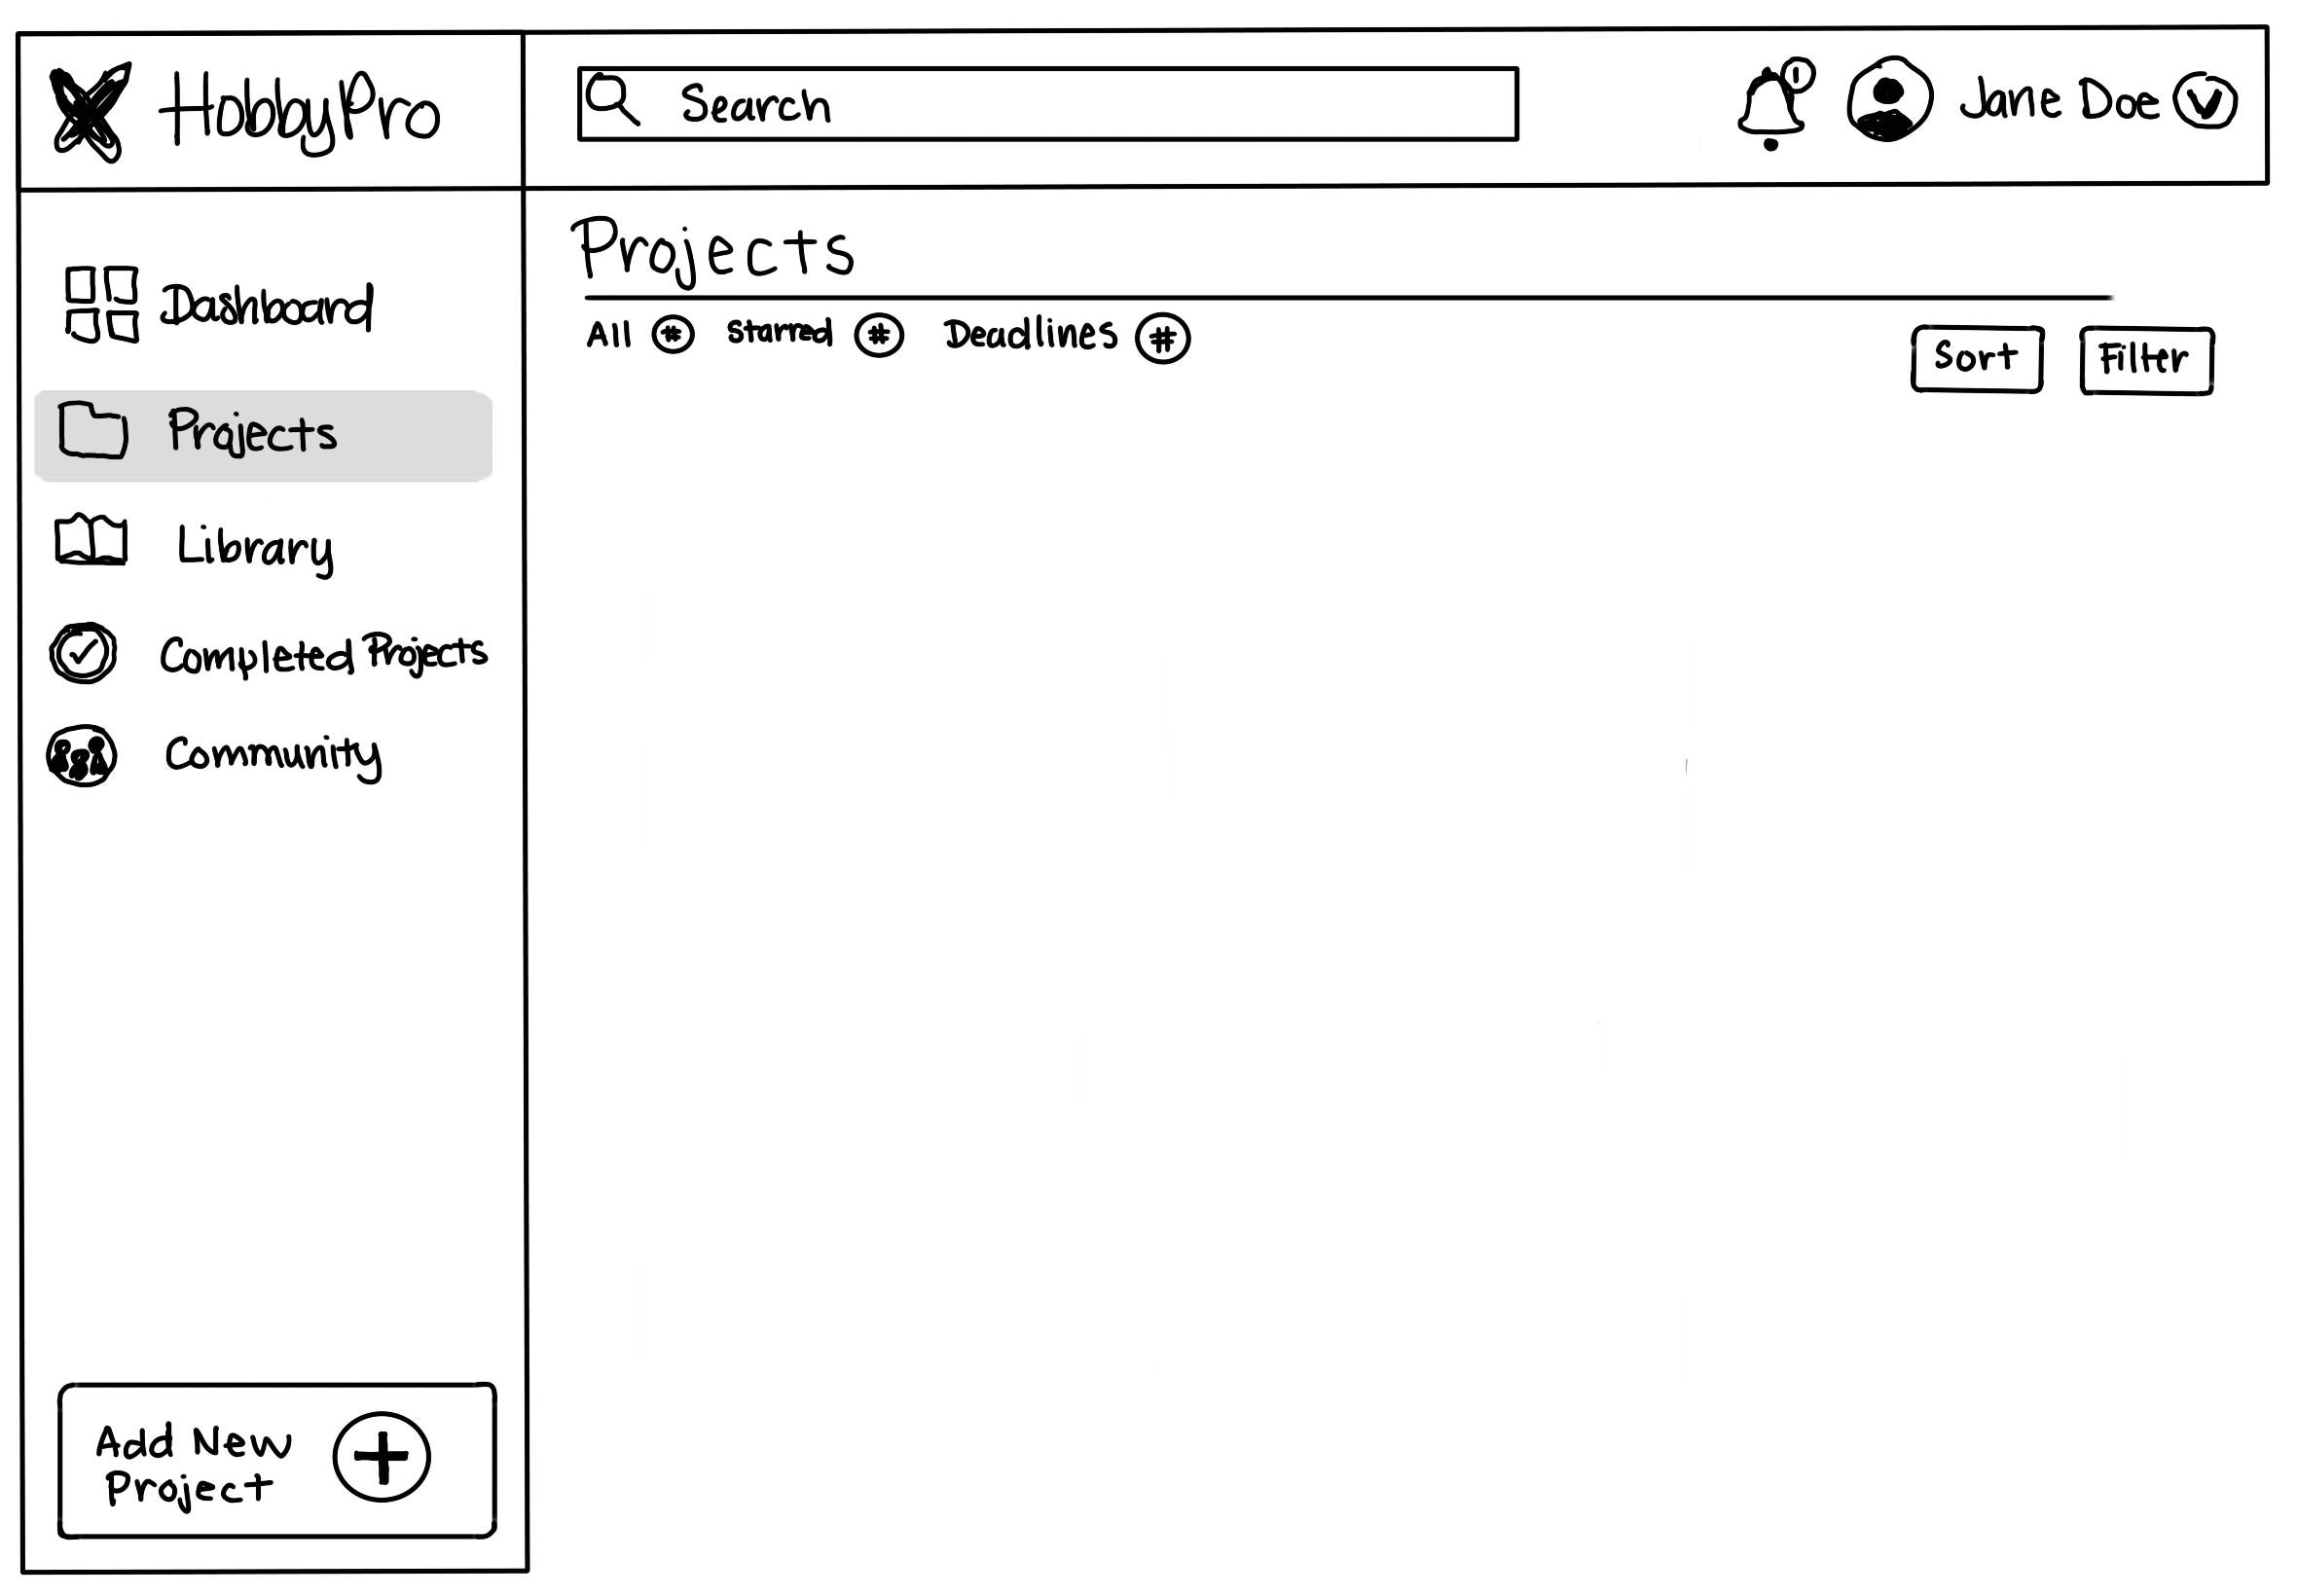 HobbyPro
Search
! Jane Doe
Projects
All # Starred # Deadlines #
Sort Filter
Dashboard
Projects
Library
Completed Projects
Community
Add New
Project